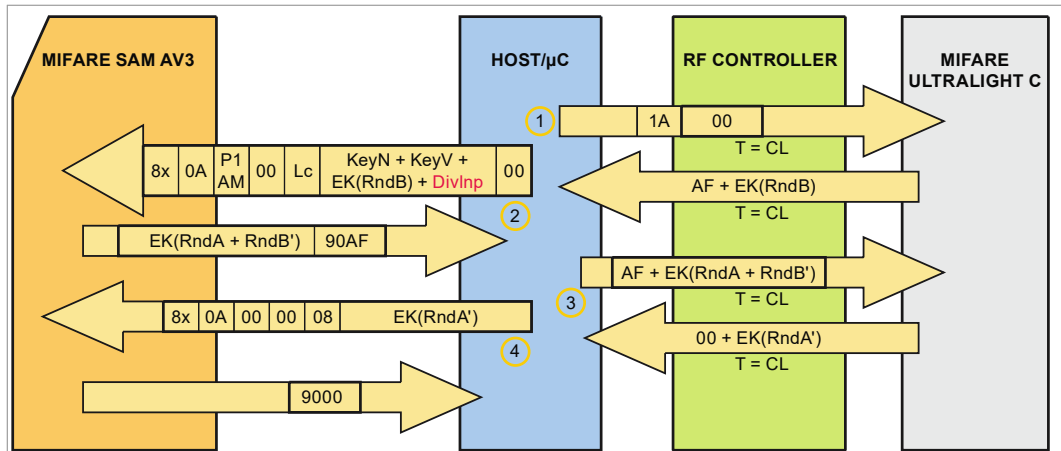 MIFARE SAM AV3
HOST/µC
RF CONTROLLER
MIFARE
ULTRALIGHT C
1
1A 00
T = CL
8x 0A P1 AM 00 Lc KeyN + KeyV + EK(RndB) + DivInp 00
AF + EK(RndB)
T = CL
2
EK(RndA + RndB') 90AF
AF + EK(RndA + RndB')
T = CL
3
8x 0A 00 00 08 EK(RndA')
00 + EK(RndA')
T = CL
4
9000